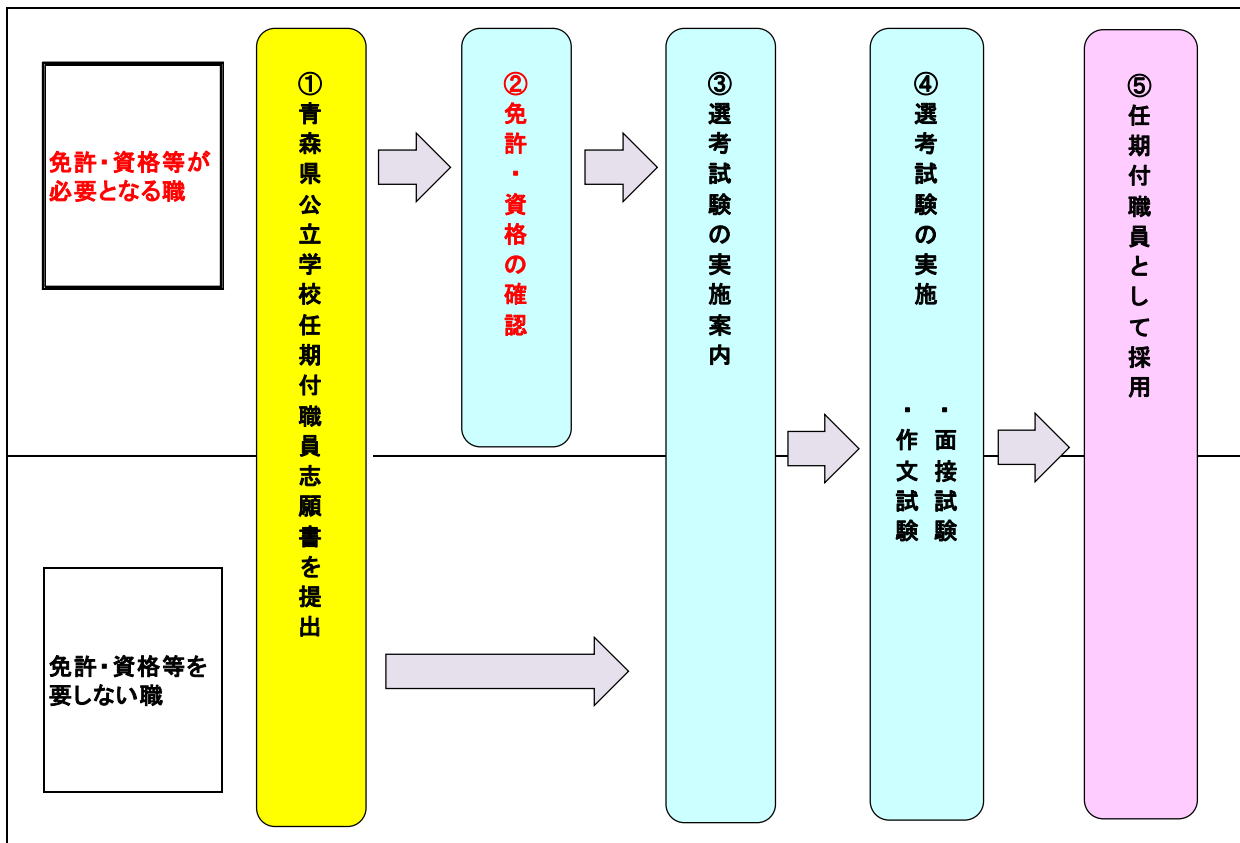 免許・資格等が
必要となる職
①青森県公立学校任期付職員志願書を提出
②免許・資格の確認
③選考試験の実施案内
④選考試験の実施
・面接試験
・作文試験
⑤任期付職員として採用
免許・資格等を
要しない職